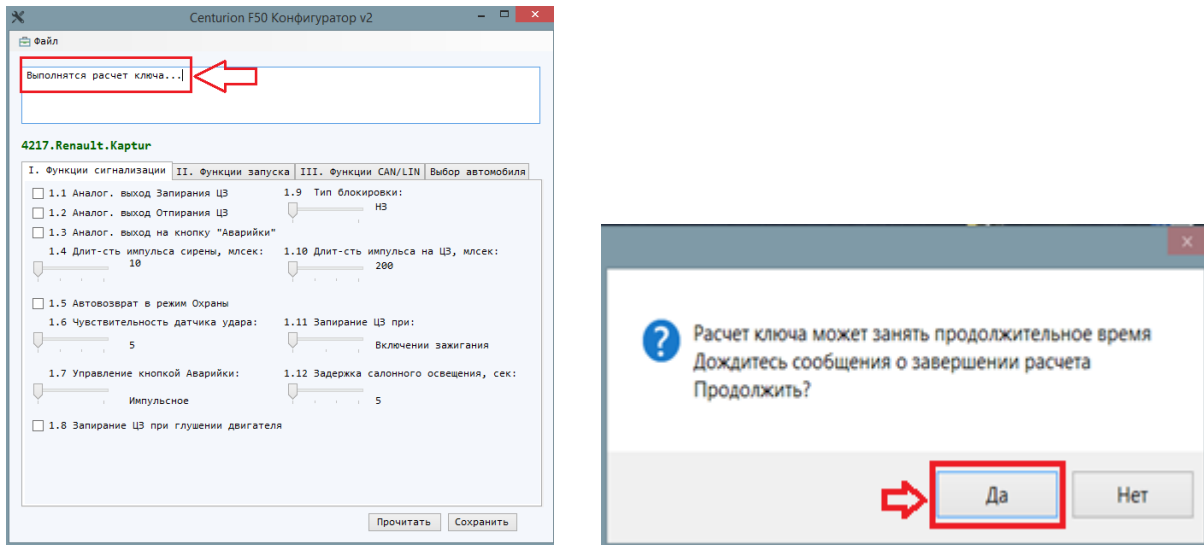 Centurion F50 Конфигуратор v2
Файл
Выполнятся расчет ключа...
4217.Renault.Kaptur
I. Функции сигнализации II. Функции запуска III. Функции CAN/LIN Выбор автомобиля
1.1 Аналог. выход Запирания ЦЗ
1.9 Тип блокировки:
НЗ
1.2 Аналог. выход Отпирания ЦЗ
1.3 Аналог. выход на кнопку "Аварийки"
1.4 Длит-сть импульса сирены, млсек:
10
1.10 Длит-сть импульса на ЦЗ, млсек:
200
1.5 Автовозврат в режим Охраны
1.6 Чувствительность датчика удара:
5
1.11 Запирание ЦЗ при:
Включении зажигания
1.7 Управление кнопкой Аварийки:
Импульсное
1.12 Задержка салонного освещения, сек:
5
1.8 Запирание ЦЗ при глушении двигателя
Прочитать Сохранить
Расчет ключа может занять продолжительное время
Дождитесь сообщения о завершении расчета
Продолжить?
Да Нет